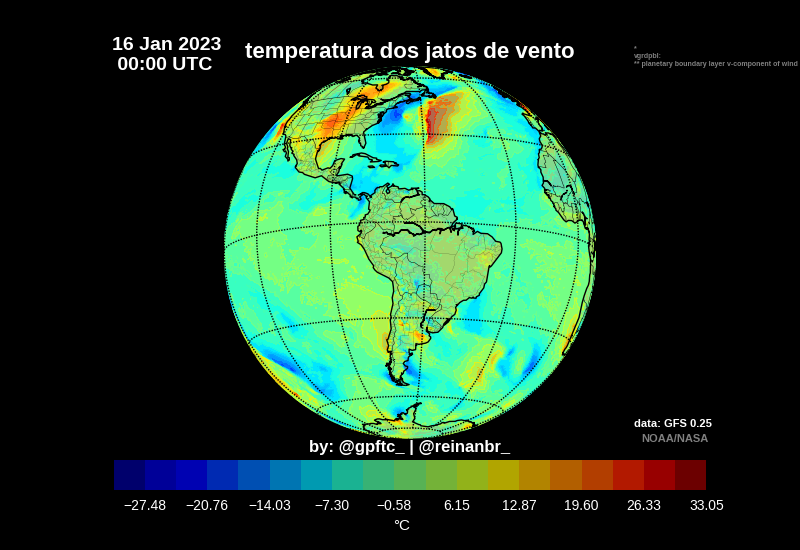 16 Jan 2023
00:00 UTC
temperatura dos jatos de vento
*
vgrdpbl:
** planetary boundary layer v-component of wind
data: GFS 0.25
NOAA/NASA
by: @gpftc_ | @reinanbr_
−27.48 −20.76 −14.03 −7.30 −0.58 6.15 12.87 19.60 26.33 33.05
°C